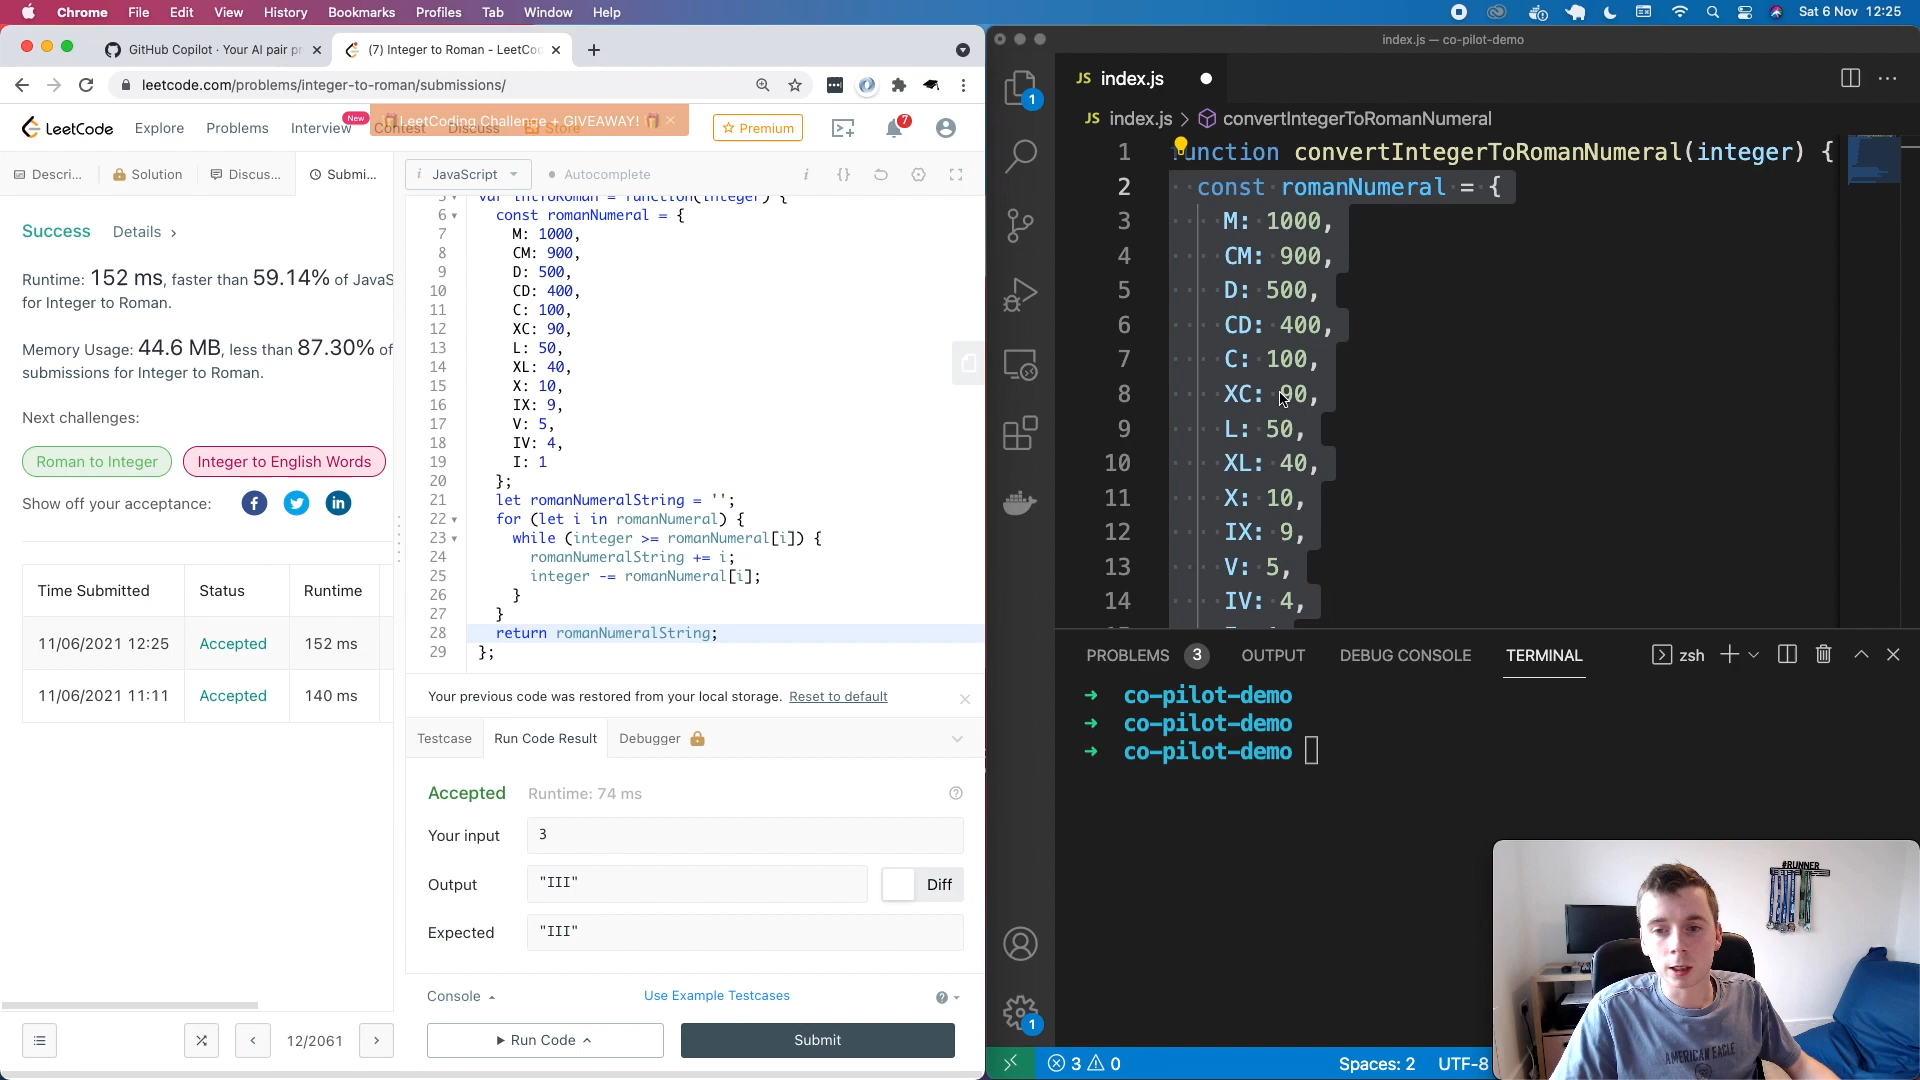 Chrome File Edit View History Bookmarks Profiles Tab Window Help
Sat 6 Nov 12:25
GitHub Copilot · Your AI pair pr
(7) Integer to Roman - LeetCo
leetcode.com/problems/integer-to-roman/submissions/
LeetCode Explore Problems Interview New Contest Discuss Store
LeetCoding Challenge + GIVEAWAY!
Premium
7
Descri... Solution Discus... Submi...
JavaScript Autocomplete
Success Details
Runtime: 152 ms, faster than 59.14% of JavaS
for Integer to Roman.
Memory Usage: 44.6 MB, less than 87.30% of
submissions for Integer to Roman.
Next challenges:
Roman to Integer Integer to English Words
Show off your acceptance:
Time Submitted Status Runtime
11/06/2021 12:25 Accepted 152 ms
11/06/2021 11:11 Accepted 140 ms
12/2061
5 var intToRoman = function(integer) {
6 const romanNumeral = {
7 M: 1000,
8 CM: 900,
9 D: 500,
10 CD: 400,
11 C: 100,
12 XC: 90,
13 L: 50,
14 XL: 40,
15 X: 10,
16 IX: 9,
17 V: 5,
18 IV: 4,
19 I: 1
20 };
21 let romanNumeralString = '';
22 for (let i in romanNumeral) {
23 while (integer >= romanNumeral[i]) {
24 romanNumeralString += i;
25 integer -= romanNumeral[i];
26 }
27 }
28 return romanNumeralString;
29 };
Your previous code was restored from your local storage. Reset to default
Testcase Run Code Result Debugger
Accepted Runtime: 74 ms
Your input 3
Output "III" Diff
Expected "III"
Console Use Example Testcases
Run Code Submit
index.js — co-pilot-demo
JS index.js
JS index.js > convertIntegerToRomanNumeral
1 unction convertIntegerToRomanNumeral(integer) {
2 const romanNumeral = {
3 M: 1000,
4 CM: 900,
5 D: 500,
6 CD: 400,
7 C: 100,
8 XC: 90,
9 L: 50,
10 XL: 40,
11 X: 10,
12 IX: 9,
13 V: 5,
14 IV: 4,
1
PROBLEMS 3 OUTPUT DEBUG CONSOLE TERMINAL zsh
→ co-pilot-demo
→ co-pilot-demo
→ co-pilot-demo
1
3 0 Spaces: 2 UTF-8
#RUNNER
AMERICAN EAGLE